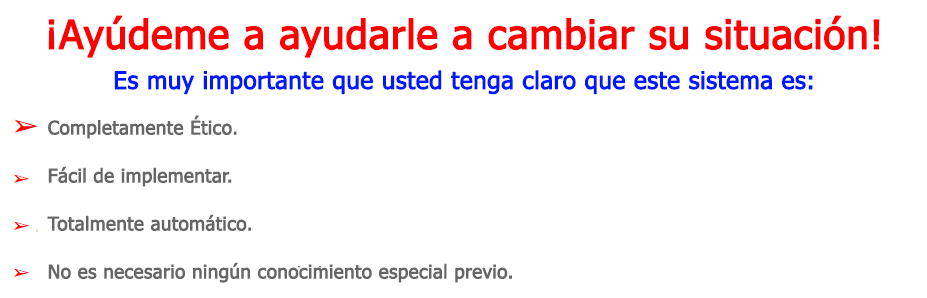 ¡Ayúdeme a ayudarle a cambiar su situación!
Es muy importante que usted tenga claro que este sistema es:
➢ Completamente Ético.
➢ Fácil de implementar.
➢ Totalmente automático.
➢ No es necesario ningún conocimiento especial previo.